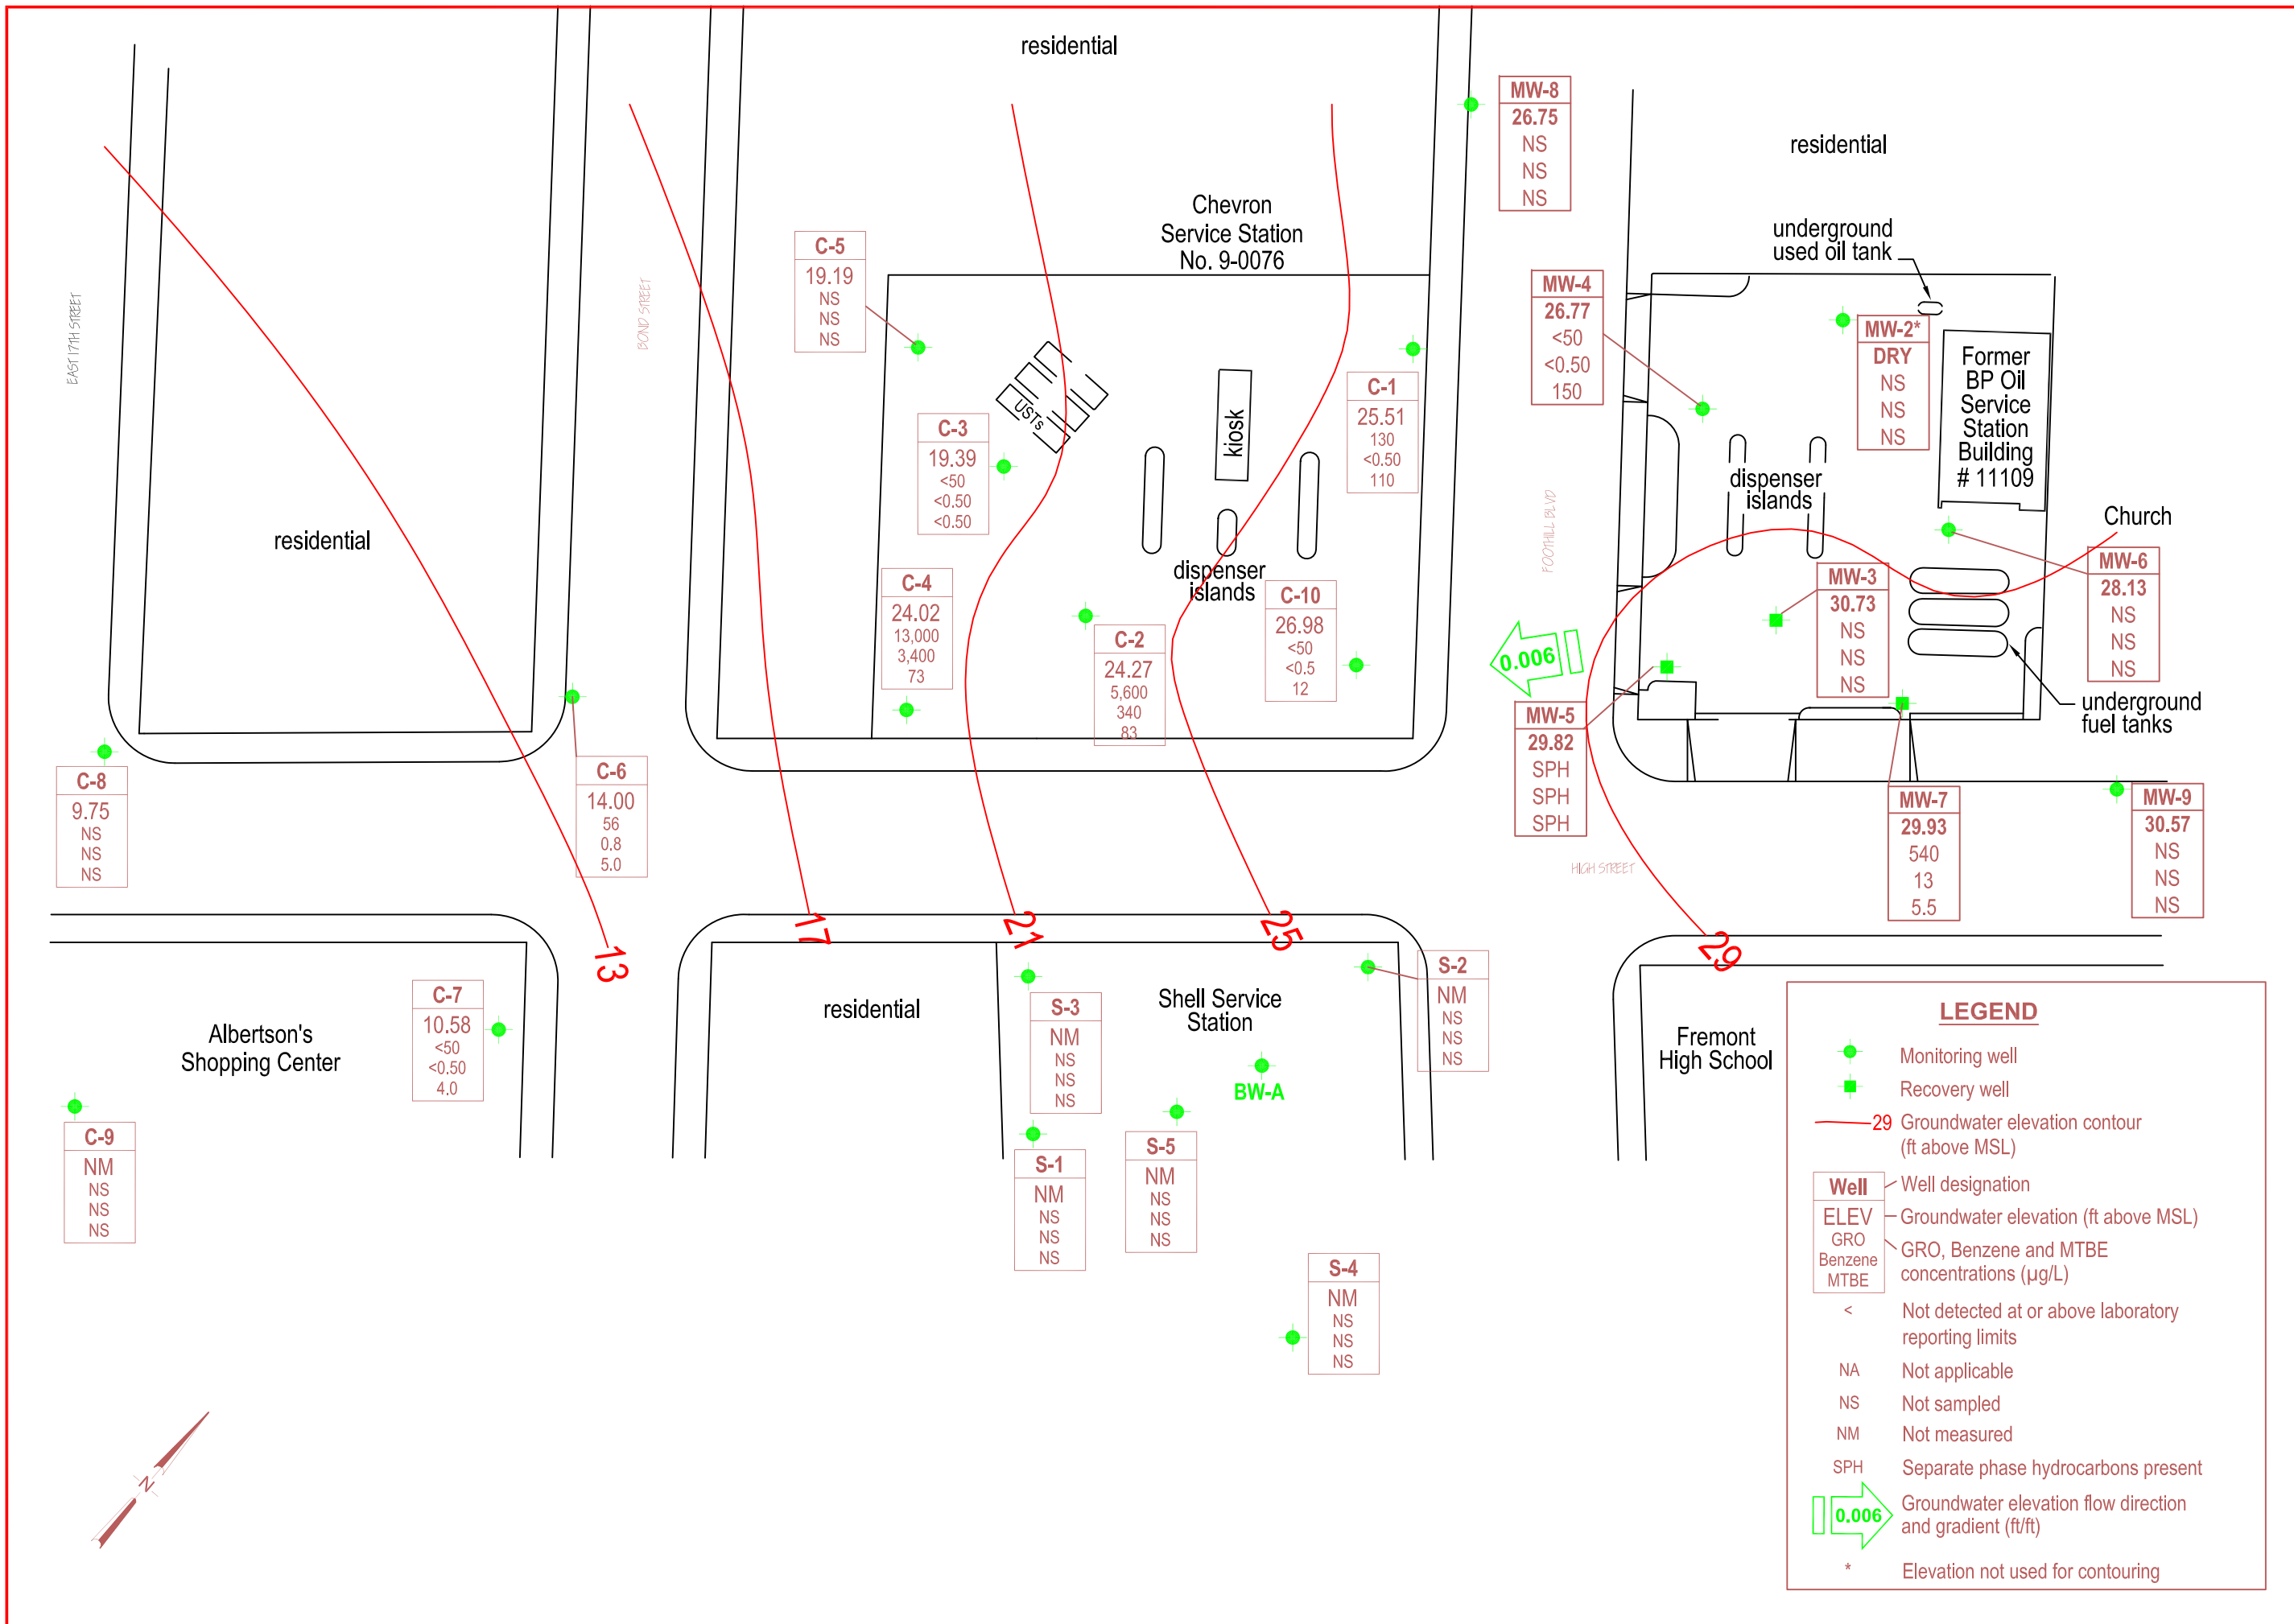 residential
MW-8
26.75
NS
NS
NS
residential
Chevron
Service Station
No. 9-0076
underground
used oil tank
C-5
19.19
NS
NS
NS
EAST 17TH STREET
BOND STREET
MW-4
26.77
<50
<0.50
150
MW-2*
DRY
NS
NS
NS
Former
BP Oil
Service
Station
Building
# 11109
C-1
25.51
130
<0.50
110
USTs
kiosk
C-3
19.39
<50
<0.50
<0.50
dispenser
islands
FOOTHILL BLVD
Church
residential
MW-6
28.13
NS
NS
NS
MW-3
30.73
NS
NS
NS
dispenser
islands
C-4
24.02
13,000
3,400
73
C-10
26.98
<50
<0.5
12
C-2
24.27
5,600
340
83
0.006
underground
fuel tanks
MW-5
29.82
SPH
SPH
SPH
C-8
9.75
NS
NS
NS
C-6
14.00
56
0.8
5.0
MW-7
29.93
540
13
5.5
MW-9
30.57
NS
NS
NS
HIGH STREET
13
17
21
25
29
C-7
10.58
<50
<0.50
4.0
Albertson's
Shopping Center
residential
S-3
NM
NS
NS
NS
Shell Service
Station
BW-A
S-2
NM
NS
NS
NS
Fremont
High School
C-9
NM
NS
NS
NS
S-1
NM
NS
NS
NS
S-5
NM
NS
NS
NS
S-4
NM
NS
NS
NS
N
LEGEND
Monitoring well
Recovery well
29 Groundwater elevation contour
(ft above MSL)
Well Well designation
ELEV Groundwater elevation (ft above MSL)
GRO
Benzene
MTBE
GRO, Benzene and MTBE
concentrations (µg/L)
< Not detected at or above laboratory
reporting limits
NA Not applicable
NS Not sampled
NM Not measured
SPH Separate phase hydrocarbons present
0.006 Groundwater elevation flow direction
and gradient (ft/ft)
* Elevation not used for contouring